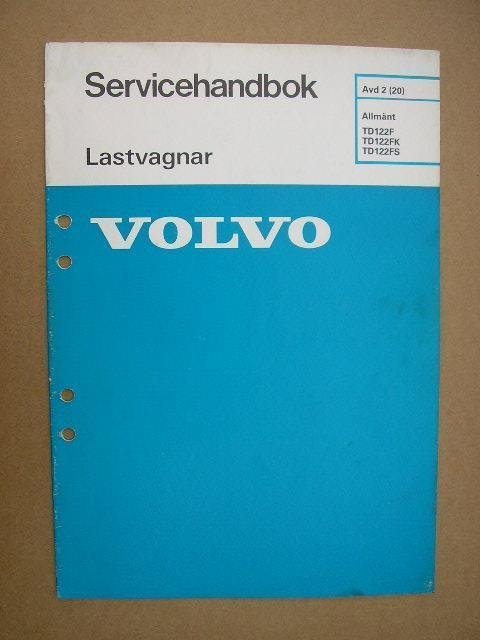 Servicehandbok
Lastvagnar
Avd 2 (20)
Allmänt
TD122F
TD122FK
TD122FS
VOLVO